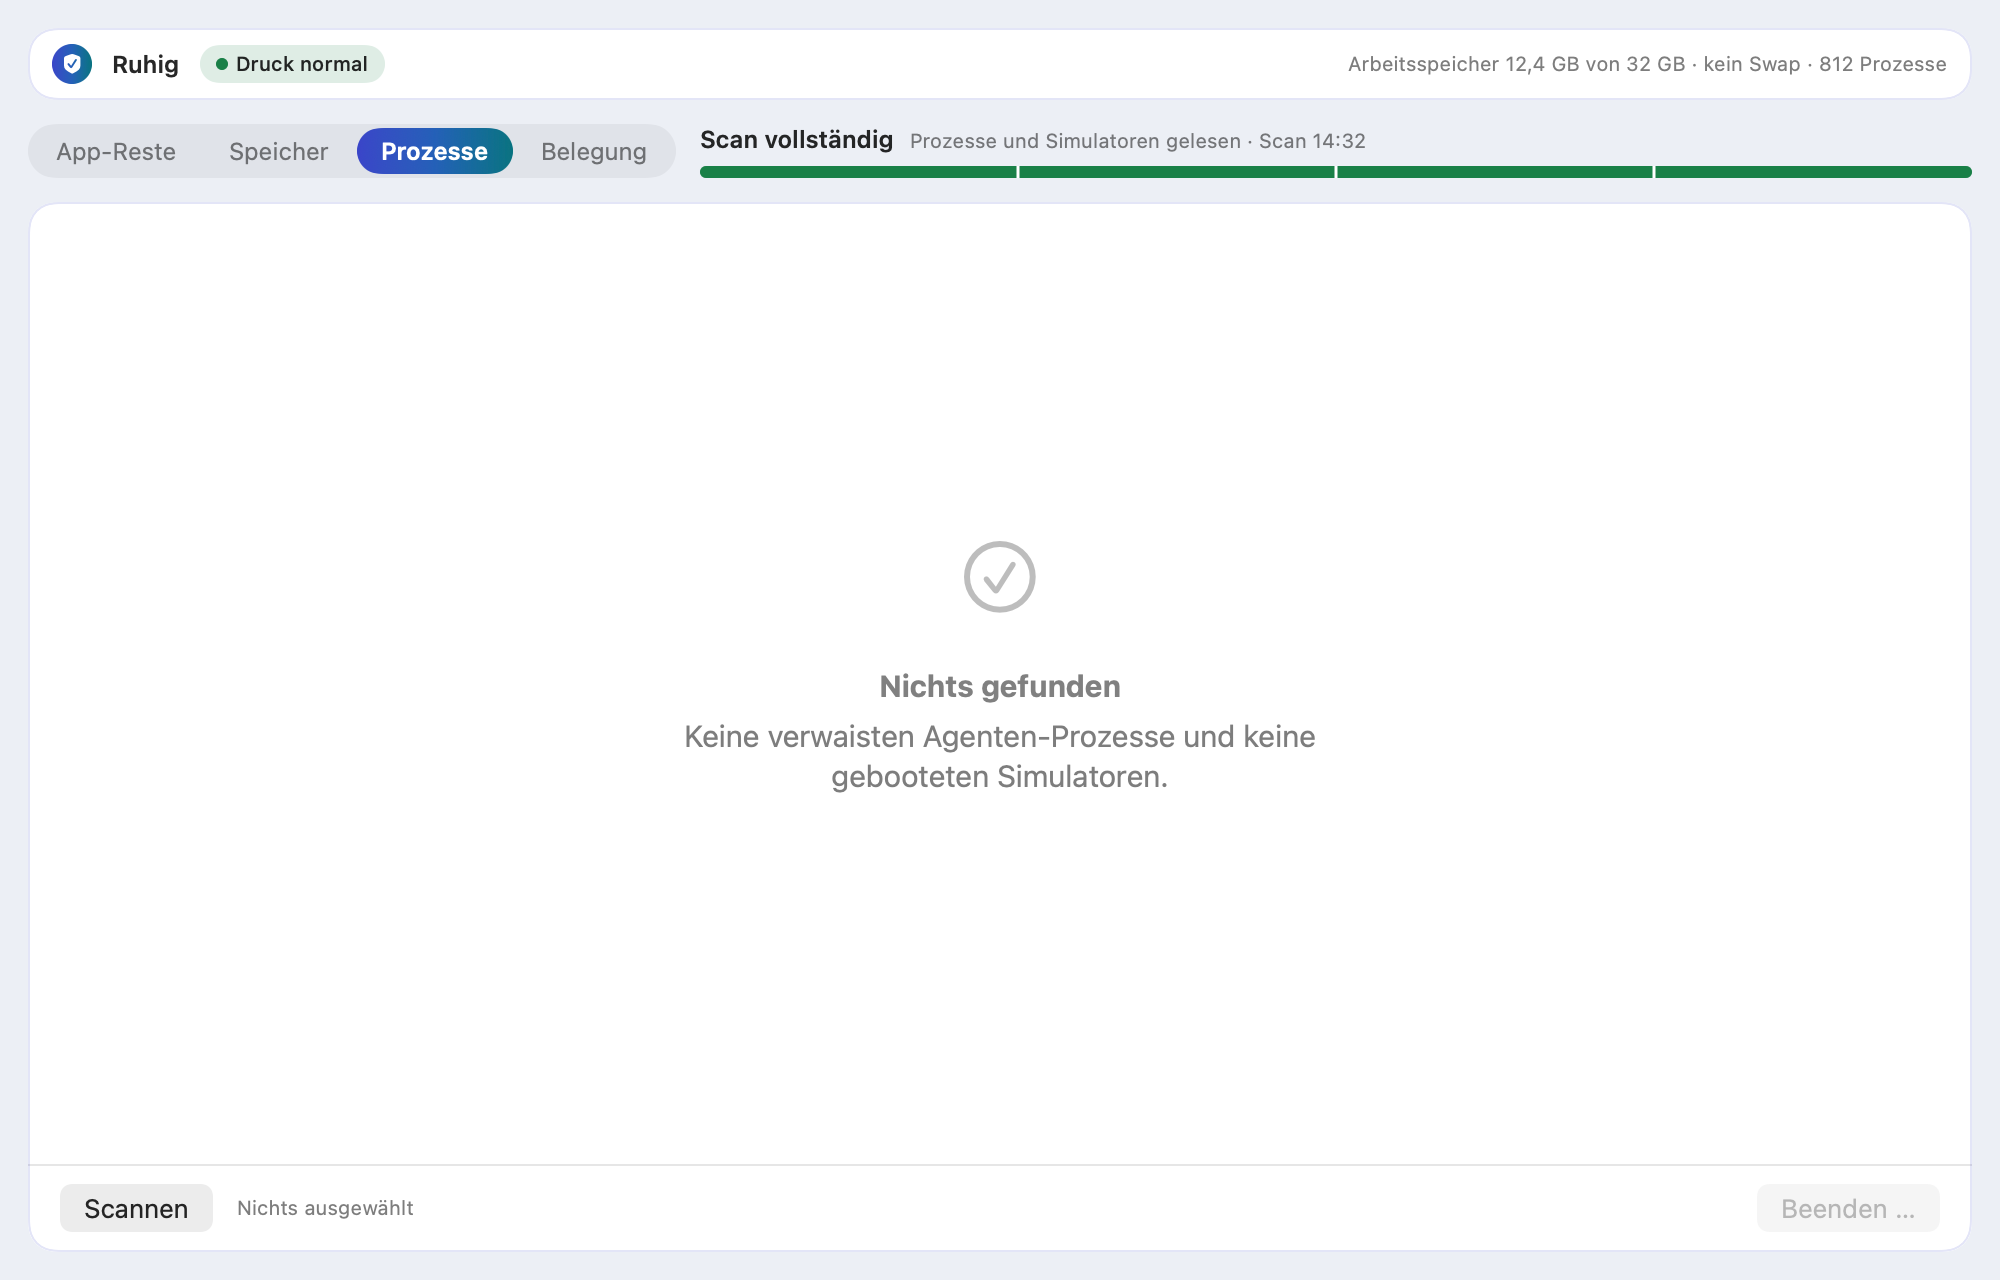 Ruhig
Druck normal
Arbeitsspeicher 12,4 GB von 32 GB · kein Swap · 812 Prozesse
App-Reste
Speicher
Prozesse
Belegung
Scan vollständig
Prozesse und Simulatoren gelesen · Scan 14:32
Nichts gefunden
Keine verwaisten Agenten-Prozesse und keine
gebooteten Simulatoren.
Scannen
Nichts ausgewählt
Beenden ...